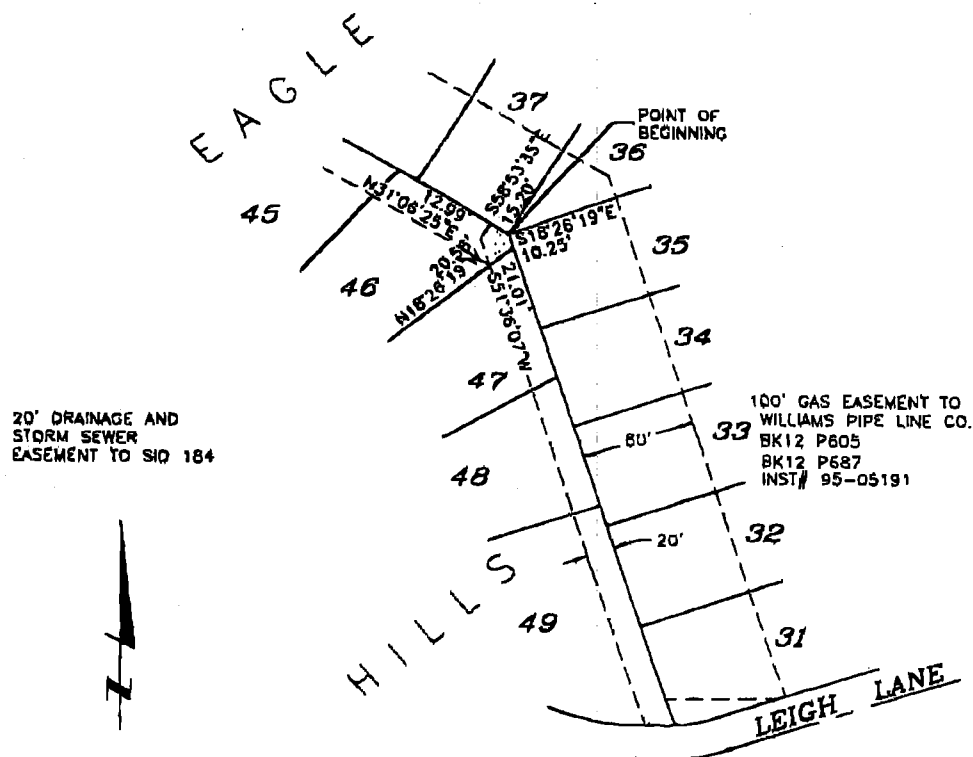 EAGLE
37
POINT OF
BEGINNING
36
S58°53'35"E
15.20'
12.99'
N31°06'25"E
45
S18°26'19"E
10.25'
35
20.58'
N18°26'19"
46
21.01'
S51°36'07"W
34
47
20' DRAINAGE AND
STORM SEWER
EASEMENT TO SID 184
100' GAS EASEMENT TO
WILLIAMS PIPE LINE CO.
BK12 P605
BK12 P687
INST# 95-05191
33
80'
48
32
20'
HILLS
49
31
N
LEIGH LANE